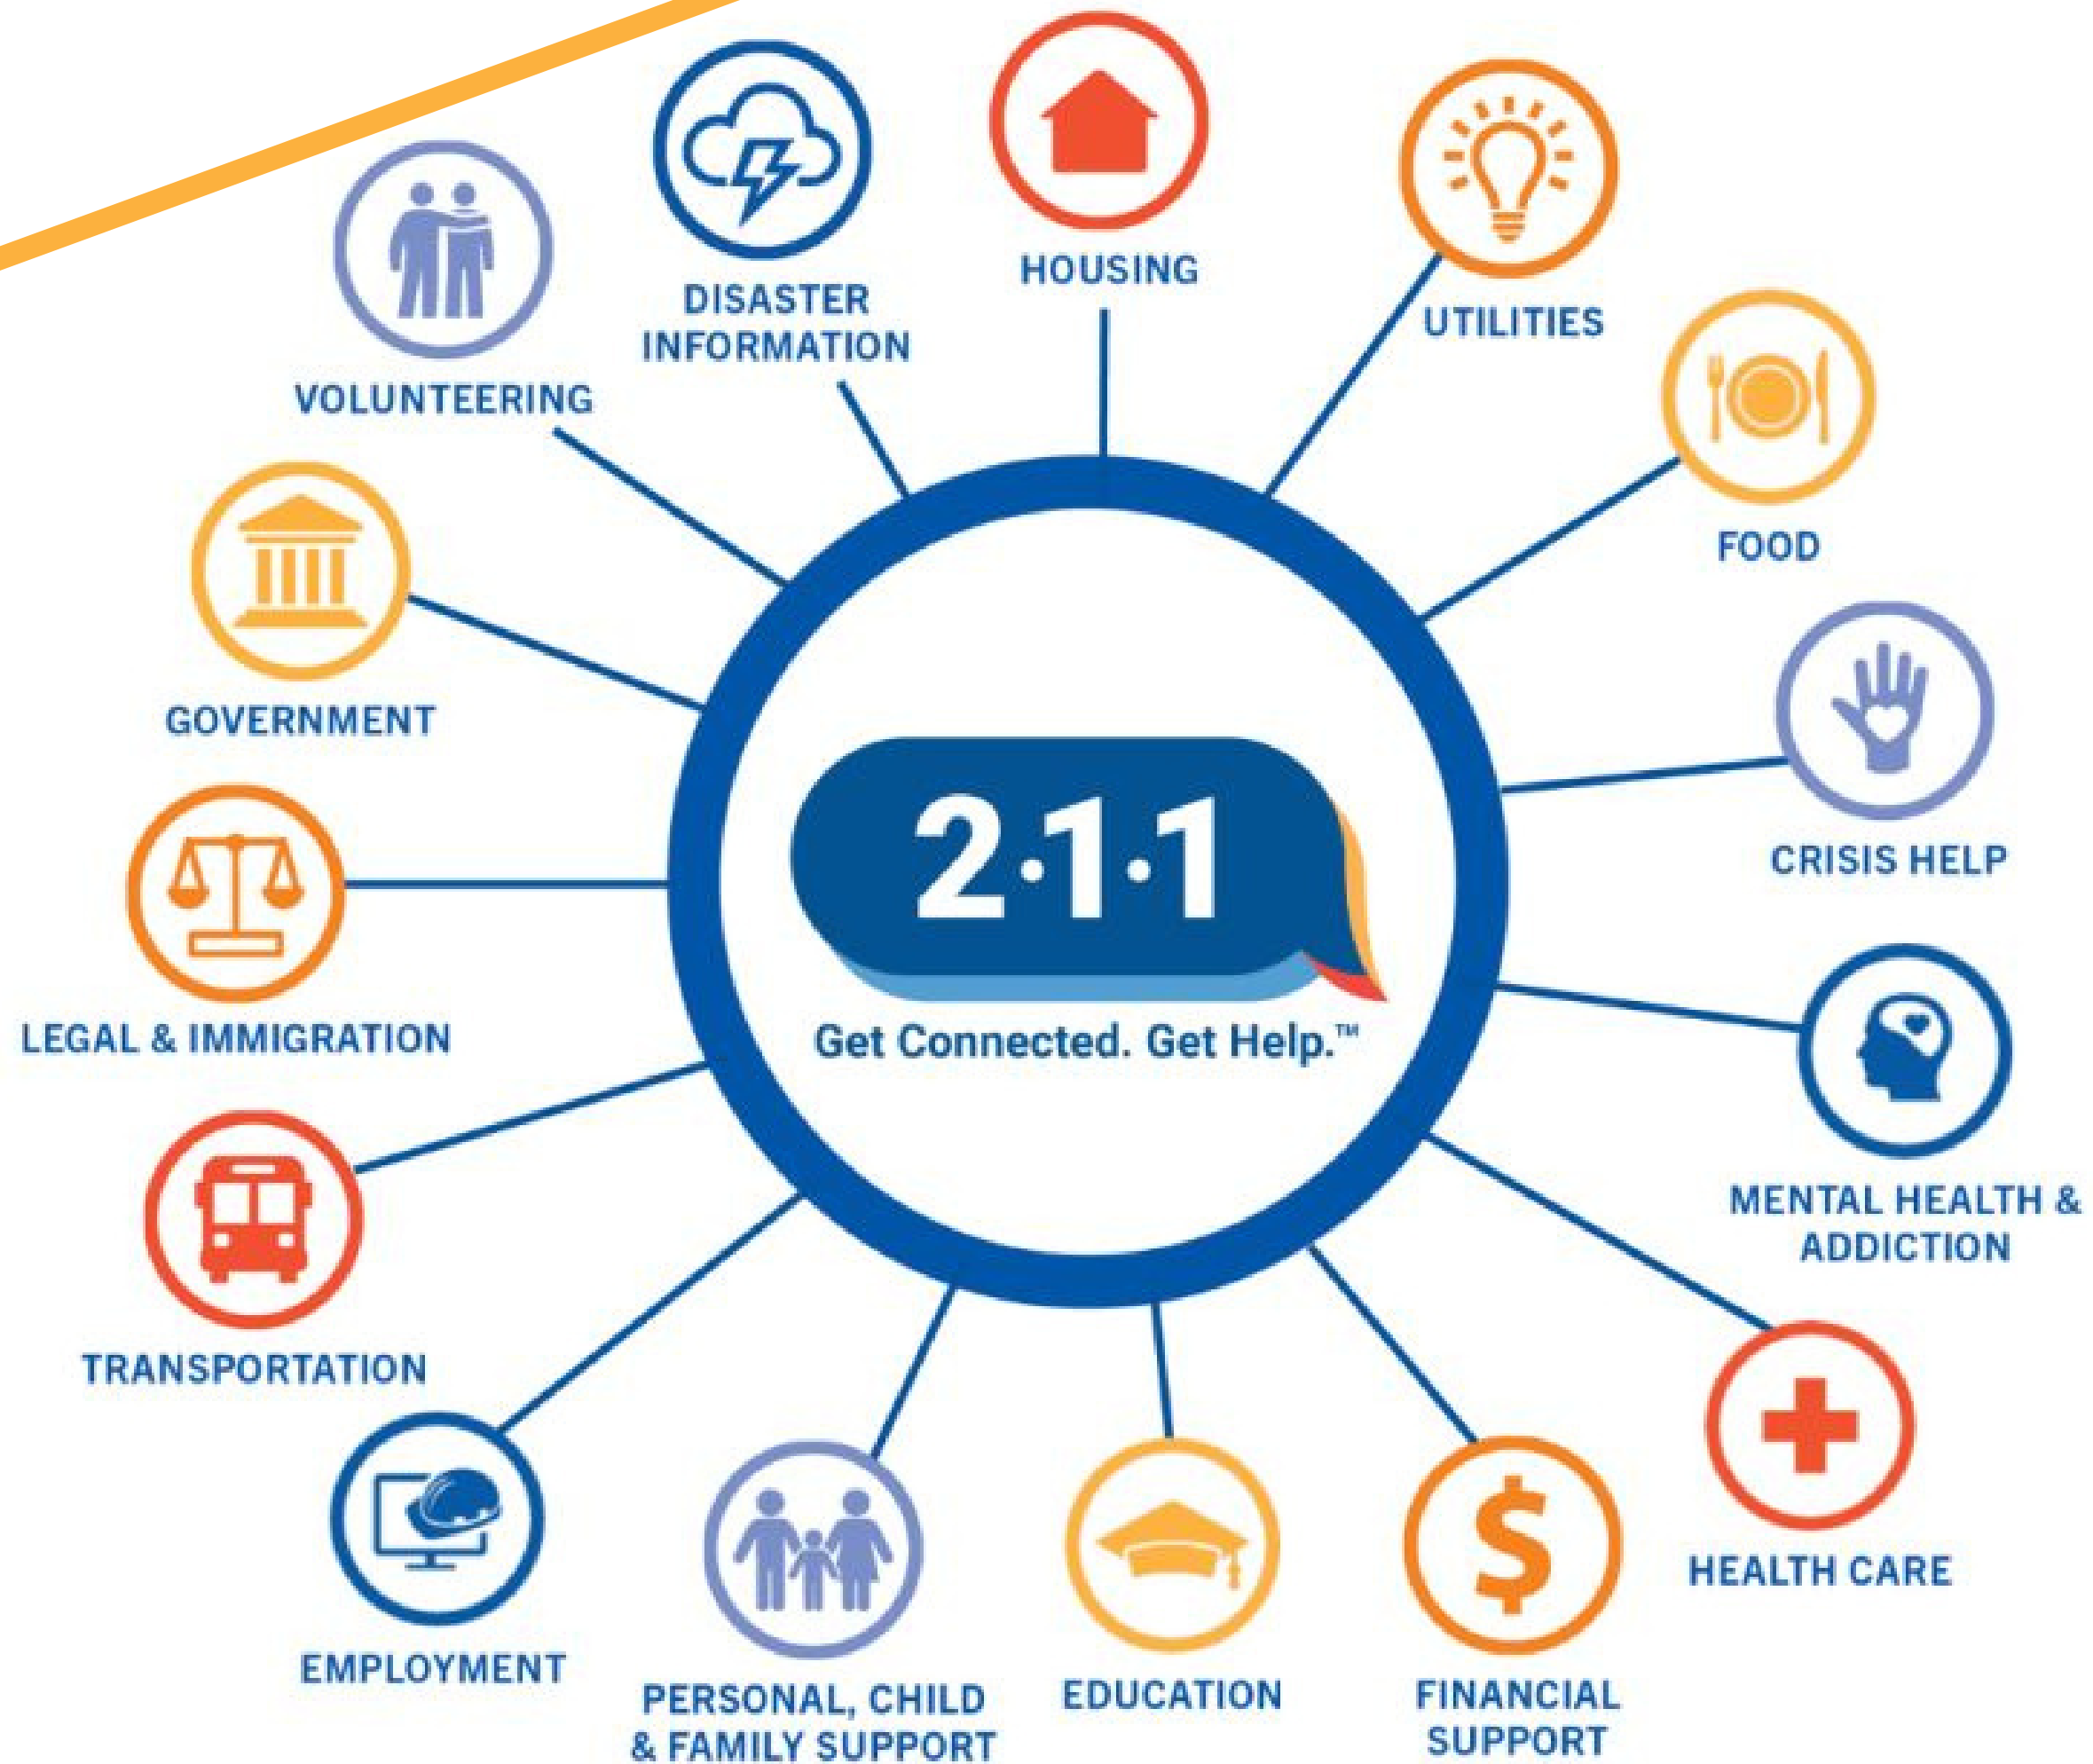 HOUSING
DISASTER
INFORMATION
UTILITIES
VOLUNTEERING
FOOD
GOVERNMENT
CRISIS HELP
2·1·1
Get Connected. Get Help.™
LEGAL & IMMIGRATION
MENTAL HEALTH &
ADDICTION
TRANSPORTATION
HEALTH CARE
EMPLOYMENT
PERSONAL, CHILD
& FAMILY SUPPORT
EDUCATION
FINANCIAL
SUPPORT